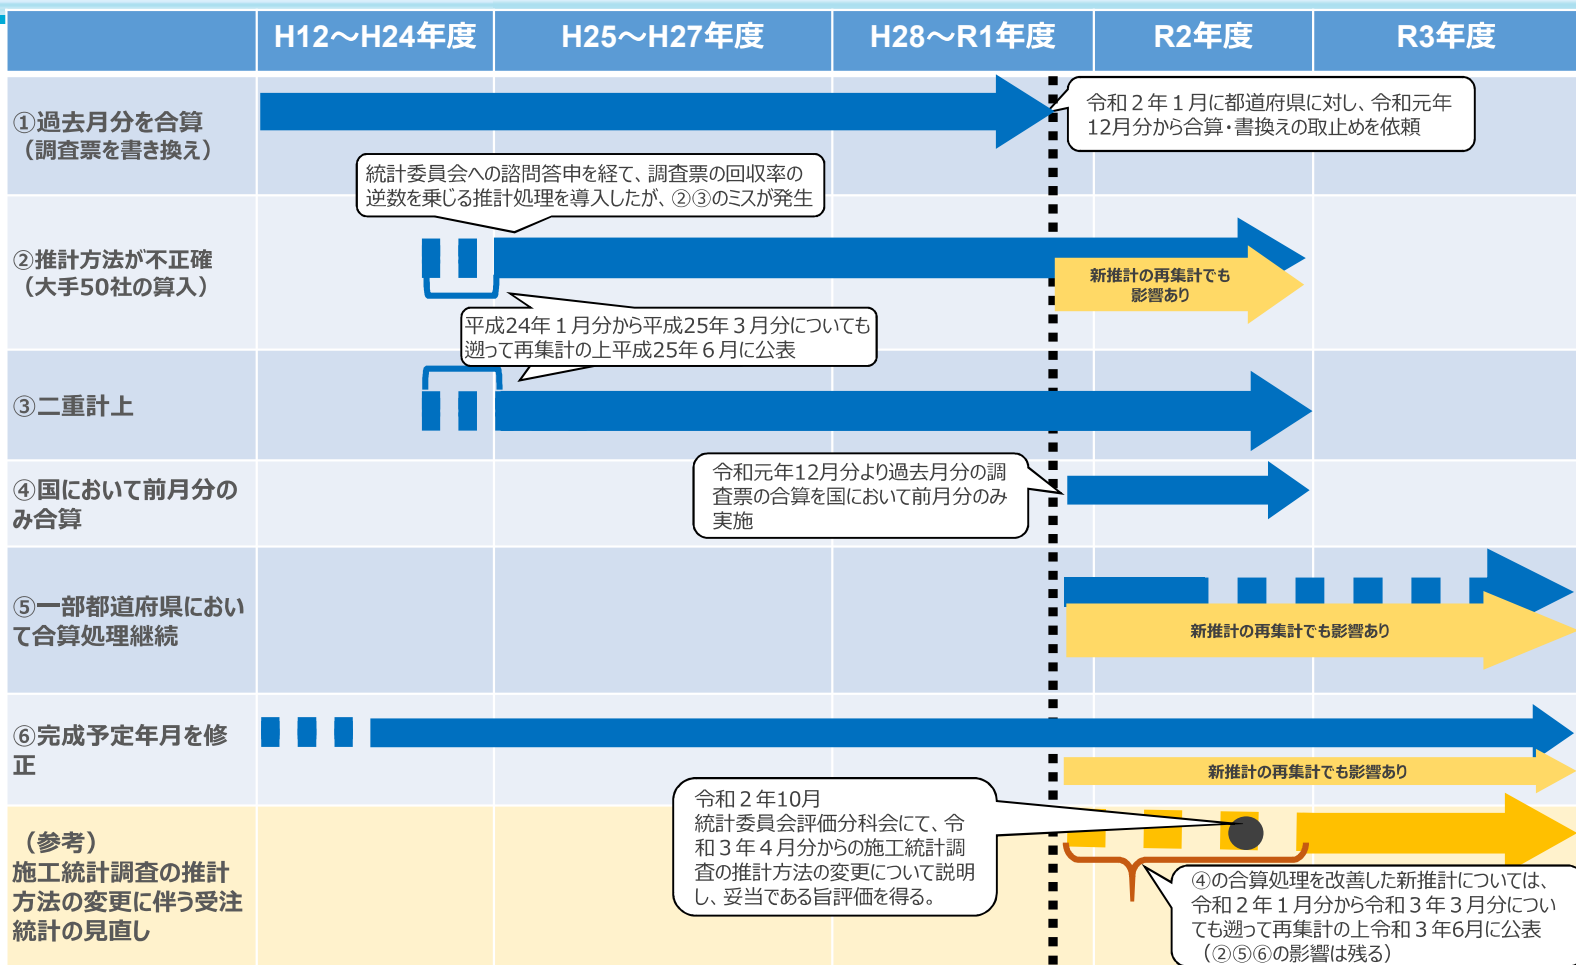 H12～H24年度
H25～H27年度
H28～R1年度
R2年度
R3年度
①過去月分を合算
（調査票を書き換え）
令和２年１月に都道府県に対し、令和元年
12月分から合算・書換えの取止めを依頼
統計委員会への諮問答申を経て、調査票の回収率の
逆数を乗じる推計処理を導入したが、②③のミスが発生
②推計方法が不正確
（大手50社の算入）
新推計の再集計でも
影響あり
平成24年１月分から平成25年３月分についても
遡って再集計の上平成25年６月に公表
③二重計上
④国において前月分の
み合算
令和元年12月分より過去月分の調
査票の合算を国において前月分のみ
実施
⑤一部都道府県におい
て合算処理継続
新推計の再集計でも影響あり
⑥完成予定年月を修
正
新推計の再集計でも影響あり
（参考）
施工統計調査の推計
方法の変更に伴う受注
統計の見直し
令和２年10月
統計委員会評価分科会にて、令
和３年４月分からの施工統計調
査の推計方法の変更について説明
し、妥当である旨評価を得る。
④の合算処理を改善した新推計については、
令和２年１月分から令和３年３月分につい
ても遡って再集計の上令和３年6月に公表
（②⑤⑥の影響は残る）